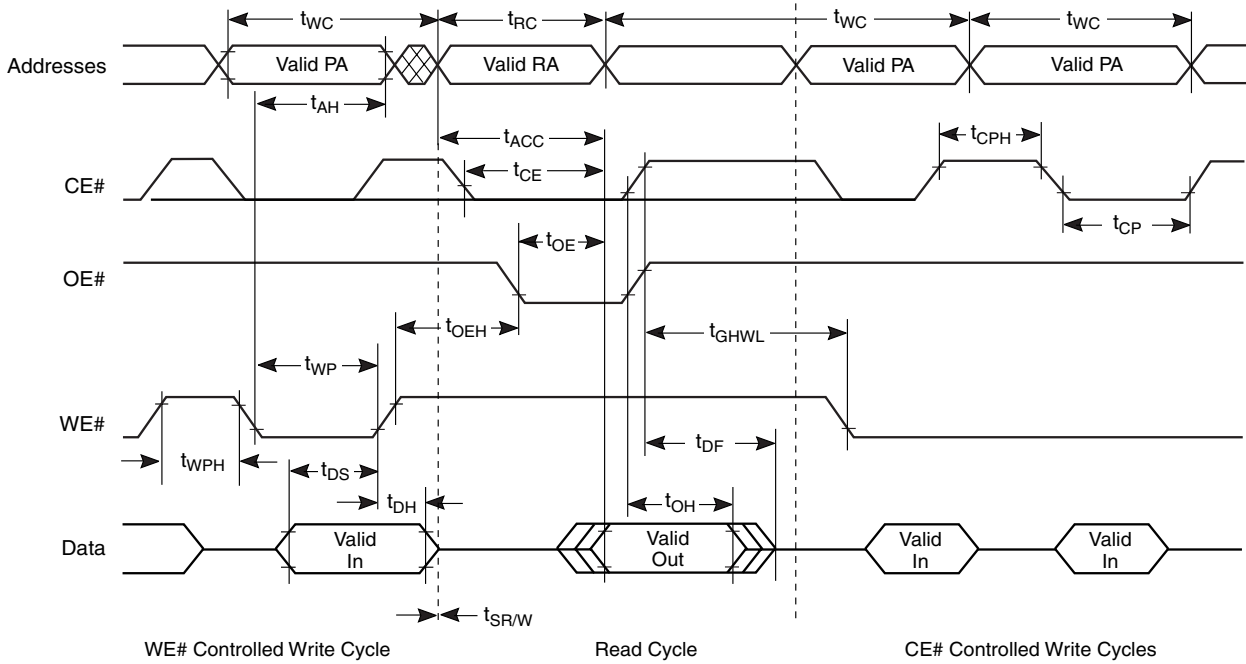 tWC tRC tWC tWC
Addresses Valid PA Valid RA Valid PA Valid PA
tAH
tACC tCPH
CE# tCE
tCP
tOE
OE#
tOEH tGHWL
tWP
WE#
tWPH tDS tDF
tDH tOH
Data Valid In Valid Out Valid In Valid In
tSR/W
WE# Controlled Write Cycle Read Cycle CE# Controlled Write Cycles